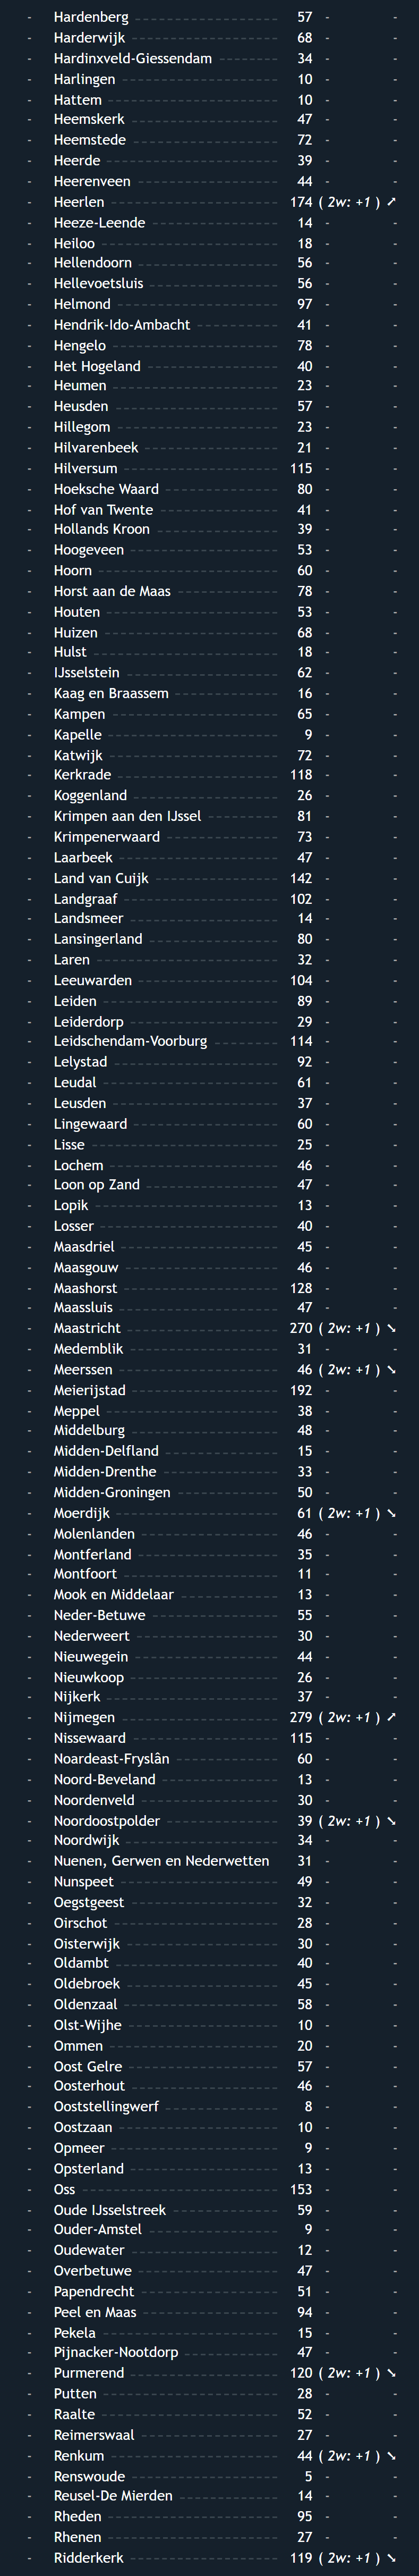 - Hardenberg 57 - -
- Harderwijk 68 - -
- Hardinxveld-Giessendam 34 - -
- Harlingen 10 - -
- Hattem 10 - -
- Heemskerk 47 - -
- Heemstede 72 - -
- Heerde 39 - -
- Heerenveen 44 - -
- Heerlen 174 ( 2w: +1 ) ➚
- Heeze-Leende 14 - -
- Heiloo 18 - -
- Hellendoorn 56 - -
- Hellevoetsluis 56 - -
- Helmond 97 - -
- Hendrik-Ido-Ambacht 41 - -
- Hengelo 78 - -
- Het Hogeland 40 - -
- Heumen 23 - -
- Heusden 57 - -
- Hillegom 23 - -
- Hilvarenbeek 21 - -
- Hilversum 115 - -
- Hoeksche Waard 80 - -
- Hof van Twente 41 - -
- Hollands Kroon 39 - -
- Hoogeveen 53 - -
- Hoorn 60 - -
- Horst aan de Maas 78 - -
- Houten 53 - -
- Huizen 68 - -
- Hulst 18 - -
- IJsselstein 62 - -
- Kaag en Braassem 16 - -
- Kampen 65 - -
- Kapelle 9 - -
- Katwijk 72 - -
- Kerkrade 118 - -
- Koggenland 26 - -
- Krimpen aan den IJssel 81 - -
- Krimpenerwaard 73 - -
- Laarbeek 47 - -
- Land van Cuijk 142 - -
- Landgraaf 102 - -
- Landsmeer 14 - -
- Lansingerland 80 - -
- Laren 32 - -
- Leeuwarden 104 - -
- Leiden 89 - -
- Leiderdorp 29 - -
- Leidschendam-Voorburg 114 - -
- Lelystad 92 - -
- Leudal 61 - -
- Leusden 37 - -
- Lingewaard 60 - -
- Lisse 25 - -
- Lochem 46 - -
- Loon op Zand 47 - -
- Lopik 13 - -
- Losser 40 - -
- Maasdriel 45 - -
- Maasgouw 46 - -
- Maashorst 128 - -
- Maassluis 47 - -
- Maastricht 270 ( 2w: +1 ) ➘
- Medemblik 31 - -
- Meerssen 46 ( 2w: +1 ) ➘
- Meierijstad 192 - -
- Meppel 38 - -
- Middelburg 48 - -
- Midden-Delfland 15 - -
- Midden-Drenthe 33 - -
- Midden-Groningen 50 - -
- Moerdijk 61 ( 2w: +1 ) ➘
- Molenlanden 46 - -
- Montferland 35 - -
- Montfoort 11 - -
- Mook en Middelaar 13 - -
- Neder-Betuwe 55 - -
- Nederweert 30 - -
- Nieuwegein 44 - -
- Nieuwkoop 26 - -
- Nijkerk 37 - -
- Nijmegen 279 ( 2w: +1 ) ➚
- Nissewaard 115 - -
- Noardeast-Fryslân 60 - -
- Noord-Beveland 13 - -
- Noordenveld 30 - -
- Noordoostpolder 39 ( 2w: +1 ) ➘
- Noordwijk 34 - -
- Nuenen, Gerwen en Nederwetten 31 - -
- Nunspeet 49 - -
- Oegstgeest 32 - -
- Oirschot 28 - -
- Oisterwijk 30 - -
- Oldambt 40 - -
- Oldebroek 45 - -
- Oldenzaal 58 - -
- Olst-Wijhe 10 - -
- Ommen 20 - -
- Oost Gelre 57 - -
- Oosterhout 46 - -
- Ooststellingwerf 8 - -
- Oostzaan 10 - -
- Opmeer 9 - -
- Opsterland 13 - -
- Oss 153 - -
- Oude IJsselstreek 59 - -
- Ouder-Amstel 9 - -
- Oudewater 12 - -
- Overbetuwe 47 - -
- Papendrecht 51 - -
- Peel en Maas 94 - -
- Pekela 15 - -
- Pijnacker-Nootdorp 47 - -
- Purmerend 120 ( 2w: +1 ) ➘
- Putten 28 - -
- Raalte 52 - -
- Reimerswaal 27 - -
- Renkum 44 ( 2w: +1 ) ➘
- Renswoude 5 - -
- Reusel-De Mierden 14 - -
- Rheden 95 - -
- Rhenen 27 - -
- Ridderkerk 119 ( 2w: +1 ) ➘